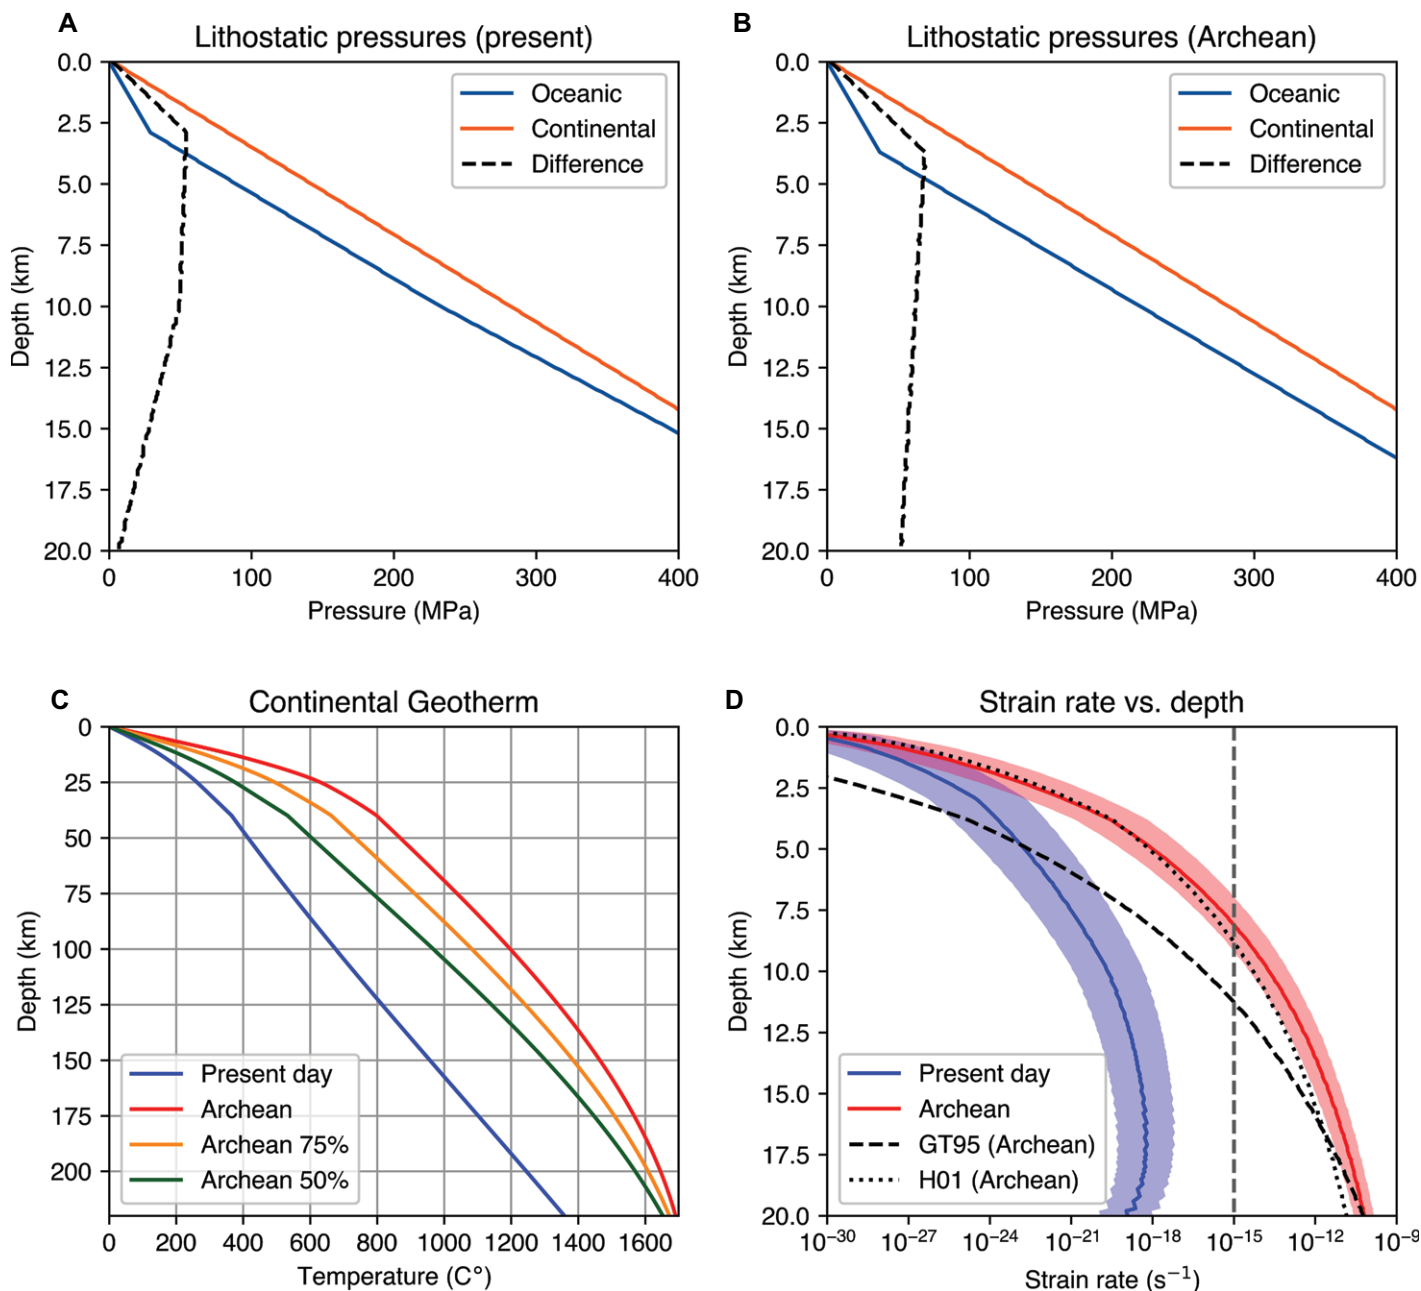 A
Lithostatic pressures (present)
0.0
2.5
5.0
7.5
10.0
12.5
15.0
17.5
20.0
Depth (km)
0 100 200 300 400
Pressure (MPa)
Oceanic
Continental
Difference
B
Lithostatic pressures (Archean)
0.0
2.5
5.0
7.5
10.0
12.5
15.0
17.5
20.0
Depth (km)
0 100 200 300 400
Pressure (MPa)
Oceanic
Continental
Difference
C
Continental Geotherm
0
25
50
75
100
125
150
175
200
Depth (km)
0 200 400 600 800 1000 1200 1400 1600
Temperature (C°)
Present day
Archean
Archean 75%
Archean 50%
D
Strain rate vs. depth
0.0
2.5
5.0
7.5
10.0
12.5
15.0
17.5
20.0
Depth (km)
10⁻³⁰ 10⁻²⁷ 10⁻²⁴ 10⁻²¹ 10⁻¹⁸ 10⁻¹⁵ 10⁻¹² 10⁻⁹
Strain rate (s⁻¹)
Present day
Archean
GT95 (Archean)
H01 (Archean)